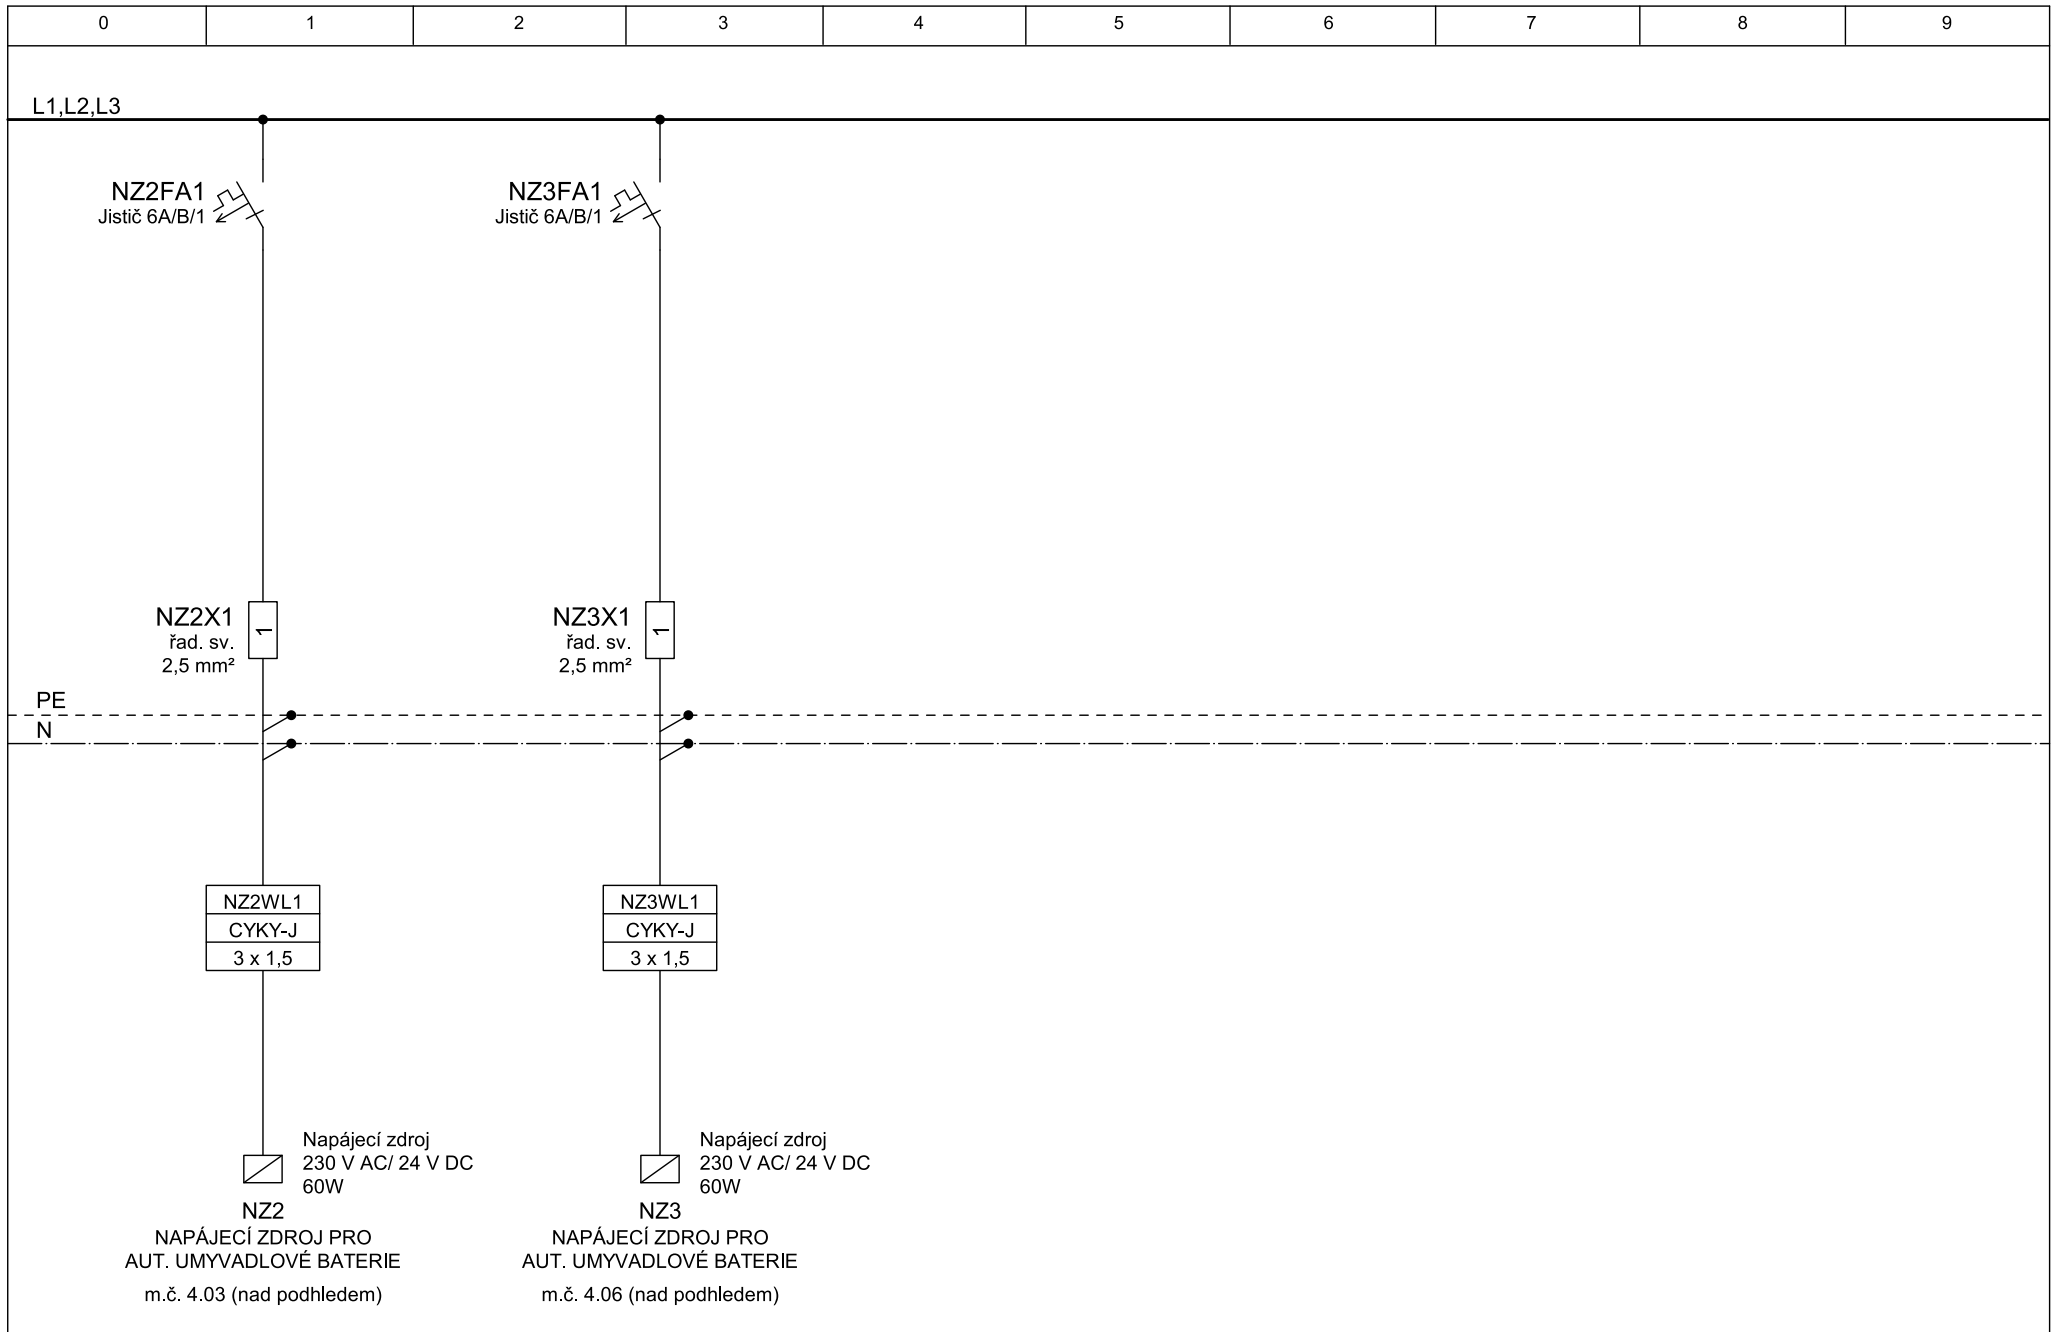 0 1 2 3 4 5 6 7 8 9
L1,L2,L3
NZ2FA1
Jistič 6A/B/1
NZ3FA1
Jistič 6A/B/1
NZ2X1
řad. sv.
2,5 mm²
1
NZ3X1
řad. sv.
2,5 mm²
1
PE
N
NZ2WL1
CYKY-J
3 x 1,5
NZ3WL1
CYKY-J
3 x 1,5
Napájecí zdroj
230 V AC/ 24 V DC
60W
NZ2
NAPÁJECÍ ZDROJ PRO
AUT. UMYVADLOVÉ BATERIE
m.č. 4.03 (nad podhledem)
Napájecí zdroj
230 V AC/ 24 V DC
60W
NZ3
NAPÁJECÍ ZDROJ PRO
AUT. UMYVADLOVÉ BATERIE
m.č. 4.06 (nad podhledem)